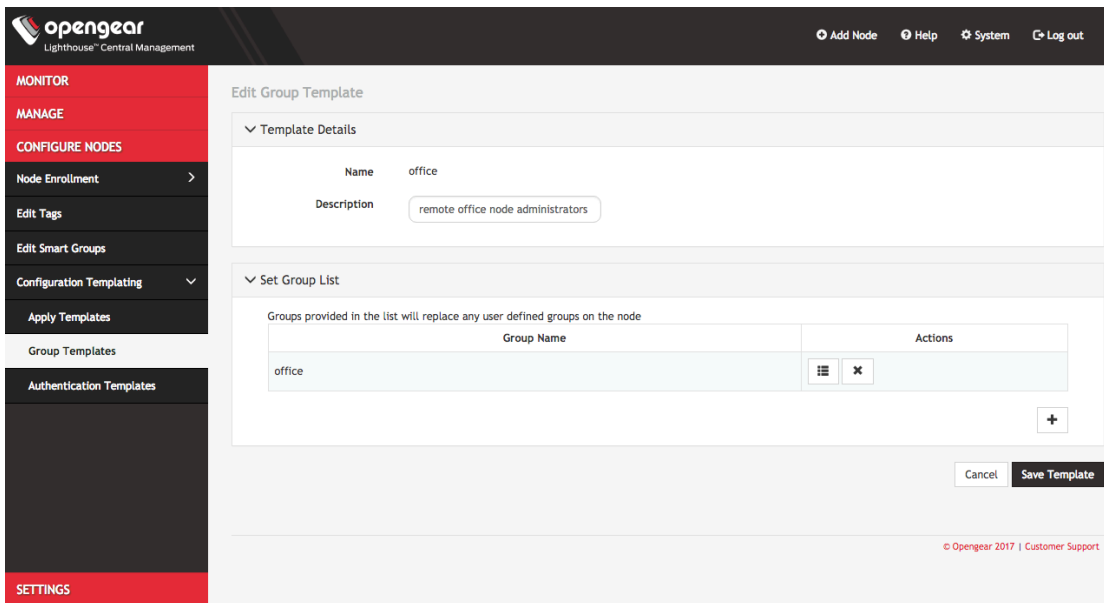 opengear
Lighthouse™ Central Management
Add Node Help System Log out
MONITOR
MANAGE
CONFIGURE NODES
Node Enrollment
Edit Tags
Edit Smart Groups
Configuration Templating
Apply Templates
Group Templates
Authentication Templates
SETTINGS
Edit Group Template
Template Details
Name office
Description remote office node administrators
Set Group List
Groups provided in the list will replace any user defined groups on the node
Group Name Actions
office
Cancel Save Template
© Opengear 2017 | Customer Support